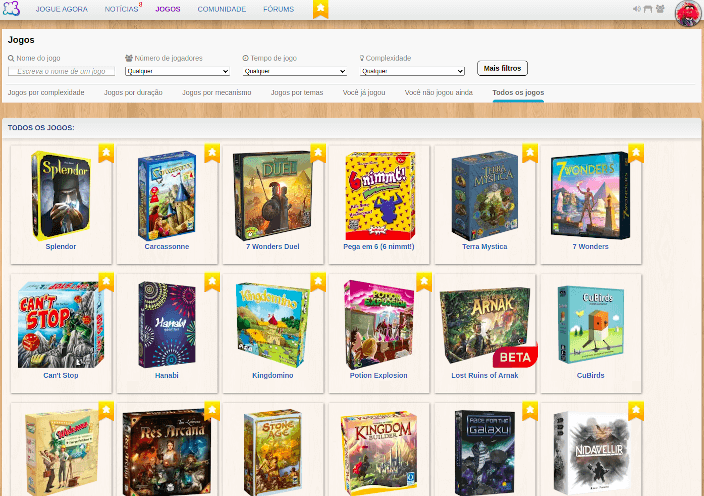 JOGUE AGORA NOTÍCIAS 8 JOGOS COMUNIDADE FÓRUNS
Jogos
Nome do jogo Número de jogadores Tempo de jogo Complexidade
Escreva o nome de um jogo Qualquer Qualquer Qualquer Mais filtros
Jogos por complexidade Jogos por duração Jogos por mecanismo Jogos por temas Você já jogou Você não jogou ainda Todos os jogos
TODOS OS JOGOS:
Splendor Carcassonne 7 WONDERS DUEL 6 nimmt! TERRA MYSTICA 7 WONDERS
Splendor Carcassonne 7 Wonders Duel Pega em 6 (6 nimmt!) Terra Mystica 7 Wonders
CAN'T STOP Hanabi Kingdomino POTION EXPLOSION ARNAK CuBirds
BETA
Can't Stop Hanabi Kingdomino Potion Explosion Lost Ruins of Arnak CuBirds
Res Arcana STONE AGE KINGDOM BUILDER RACE FOR THE GALAXY NIDAVELLIR